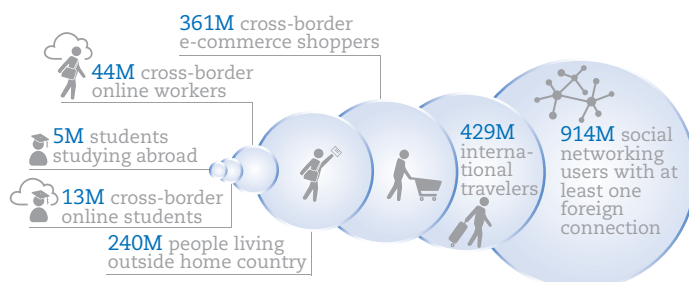 361M cross-border
e-commerce shoppers
44M cross-border
online workers
5M students
studying abroad
13M cross-border
online students
240M people living
outside home country
429M
interna-
tional
travelers
914M social
networking
users with
at least one
foreign
connection